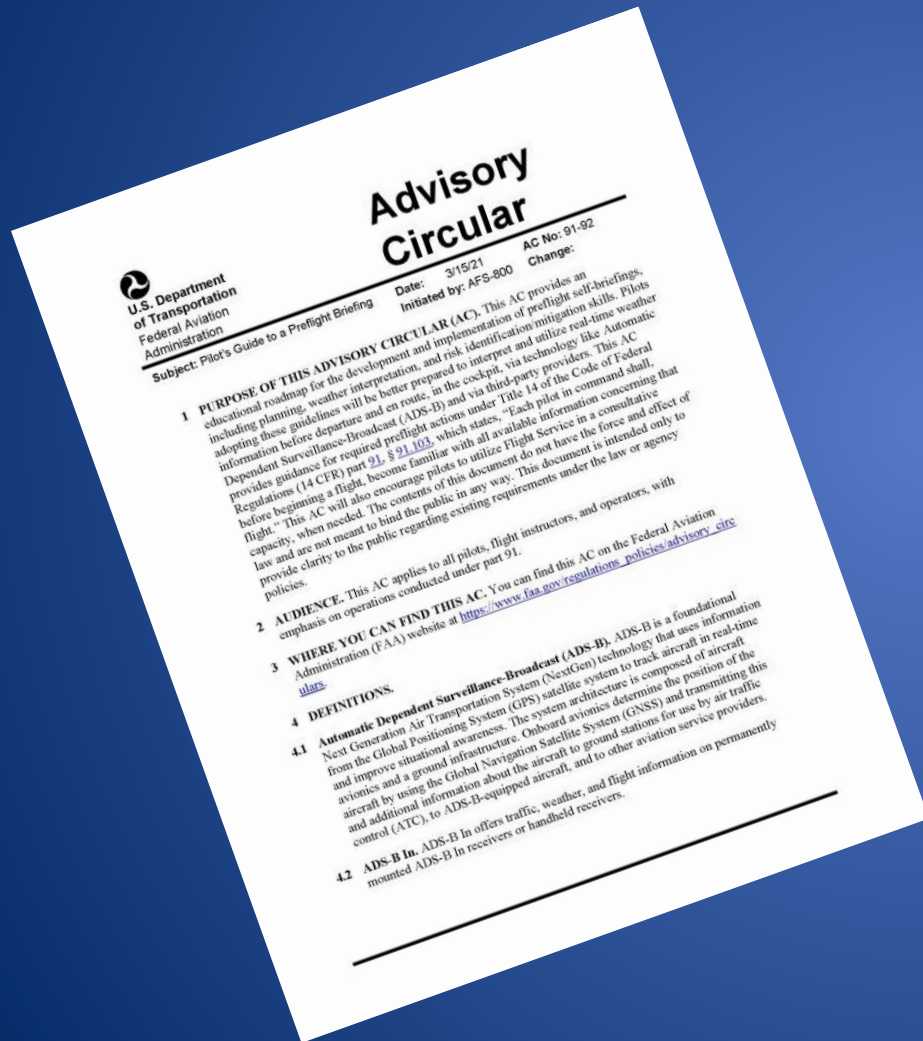 Advisory
Circular
U.S. Department
of Transportation
Federal Aviation
Administration
Subject: Pilot's Guide to a Preflight Briefing
Date: 3/15/21
Initiated by: AFS-800
AC No: 91-92
Change:
1 PURPOSE OF THIS ADVISORY CIRCULAR (AC). This AC provides an
educational roadmap for the development and implementation of preflight self-briefings,
including planning, weather interpretation, and risk identification/mitigation skills. Pilots
adopting these guidelines will be better prepared to interpret and utilize real-time weather
information before departure and en route, in the cockpit, via technology like Automatic
Dependent Surveillance-Broadcast (ADS-B) and via third-party providers. This AC
provides guidance for required preflight actions under Title 14 of the Code of Federal
Regulations (14 CFR) part 91, § 91.103, which states, "Each pilot in command shall,
before beginning a flight, become familiar with all available information concerning that
flight." This AC will also encourage pilots to utilize Flight Service in a consultative
capacity, when needed. The contents of this document do not have the force and effect of
law and are not meant to bind the public in any way. This document is intended only to
provide clarity to the public regarding existing requirements under the law or agency
policies.
2 AUDIENCE. This AC applies to all pilots, flight instructors, and operators, with
emphasis on operations conducted under part 91.
3 WHERE YOU CAN FIND THIS AC. You can find this AC on the Federal Aviation
Administration (FAA) website at https://www.faa.gov/regulations_policies/advisory_circ
ulars.
4 DEFINITIONS.
4.1 Automatic Dependent Surveillance-Broadcast (ADS-B). ADS-B is a foundational
Next Generation Air Transportation System (NextGen) technology that uses information
from the Global Positioning System (GPS) satellite system to track aircraft in real-time
and improve situational awareness. The system architecture is composed of aircraft
avionics and a ground infrastructure. Onboard avionics determine the position of the
aircraft by using the Global Navigation Satellite System (GNSS) and transmitting this
and additional information about the aircraft to ground stations for use by air traffic
control (ATC), to ADS-B-equipped aircraft, and to other aviation service providers.
4.2 ADS-B In. ADS-B In offers traffic, weather, and flight information on permanently
mounted ADS-B In receivers or handheld receivers.